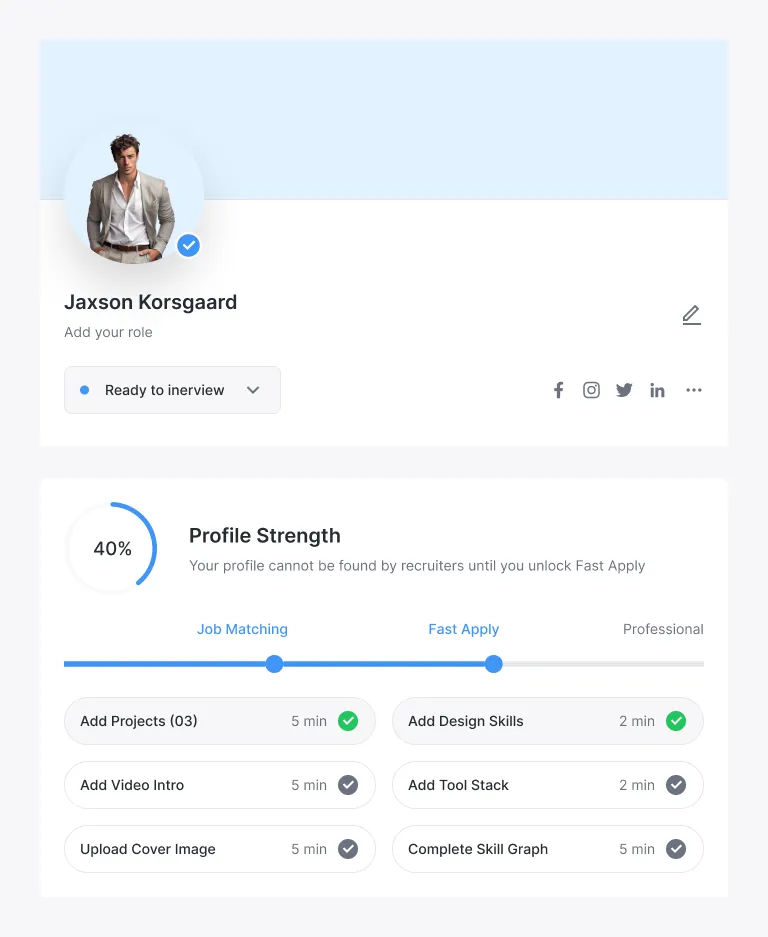 Jaxson Korsgaard
Add your role
Ready to inerview
40%
Profile Strength
Your profile cannot be found by recruiters until you unlock Fast Apply
Job Matching Fast Apply Professional
Add Projects (03) 5 min Add Design Skills 2 min
Add Video Intro 5 min Add Tool Stack 2 min
Upload Cover Image 5 min Complete Skill Graph 5 min